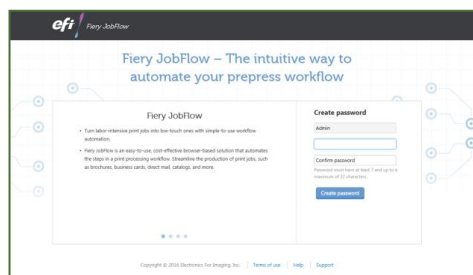 efi Fiery JobFlow
Fiery JobFlow – The intuitive way to
automate your prepress workflow
Fiery JobFlow
• Turn labor-intensive print jobs into low-touch ones with simple-to-use workflow
automation.
• Fiery JobFlow is an easy-to-use, cost-effective browser-based solution that automates
the steps in a print processing workflow. Streamline the production of print jobs, such
as brochures, business cards, direct mail, catalogs, and more.
Create password
Admin
Confirm password
Password must have at least 7 and up to a
maximum of 32 characters.
Create password
Copyright © 2016 Electronics For Imaging, Inc. | Terms of use | Help | Support